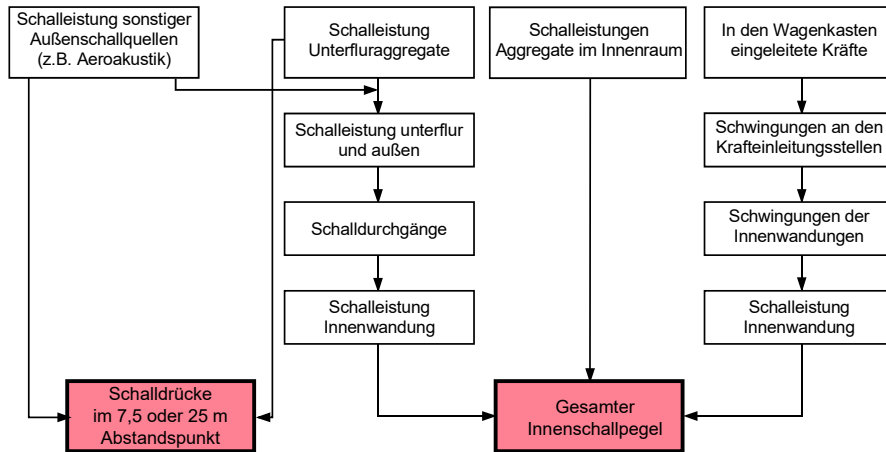 Schalleistung sonstiger
Außenschallquellen
(z.B. Aeroakustik)
Schalleistung
Unterfluraggregate
Schalleistungen
Aggregate im Innenraum
In den Wagenkasten
eingeleitete Kräfte
Schalleistung unterflur
und außen
Schwingungen an den
Krafteinleitungsstellen
Schalldurchgänge
Schwingungen der
Innenwandungen
Schalleistung
Innenwandung
Schalleistung
Innenwandung
Schalldrücke
im 7,5 oder 25 m
Abstandspunkt
Gesamter
Innenschallpegel